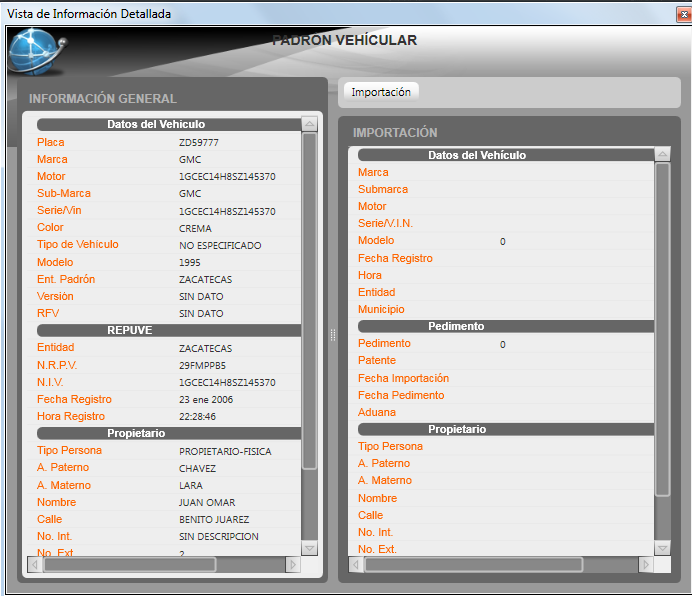 Vista de Información Detallada
PADRON VEHÍCULAR
INFORMACIÓN GENERAL
Datos del Vehículo
Placa ZD59777
Marca GMC
Motor 1GCEC14H8SZ145370
Sub-Marca GMC
Serie/Vin 1GCEC14H8SZ145370
Color CREMA
Tipo de Vehículo NO ESPECIFICADO
Modelo 1995
Ent. Padrón ZACATECAS
Versión SIN DATO
RFV SIN DATO
REPUVE
Entidad ZACATECAS
N.R.P.V. 29FMPPB5
N.I.V. 1GCEC14H8SZ145370
Fecha Registro 23 ene 2006
Hora Registro 22:28:46
Propietario
Tipo Persona PROPIETARIO-FISICA
A. Paterno CHAVEZ
A. Materno LARA
Nombre JUAN OMAR
Calle BENITO JUAREZ
No. Int. SIN DESCRIPCION
No. Ext. 2
Importación
IMPORTACIÓN
Datos del Vehículo
Marca
Submarca
Motor
Serie/V.I.N.
Modelo 0
Fecha Registro
Hora
Entidad
Municipio
Pedimento
Pedimento 0
Patente
Fecha Importación
Fecha Pedimento
Aduana
Propietario
Tipo Persona
A. Paterno
A. Materno
Nombre
Calle
No. Int.
No. Ext.